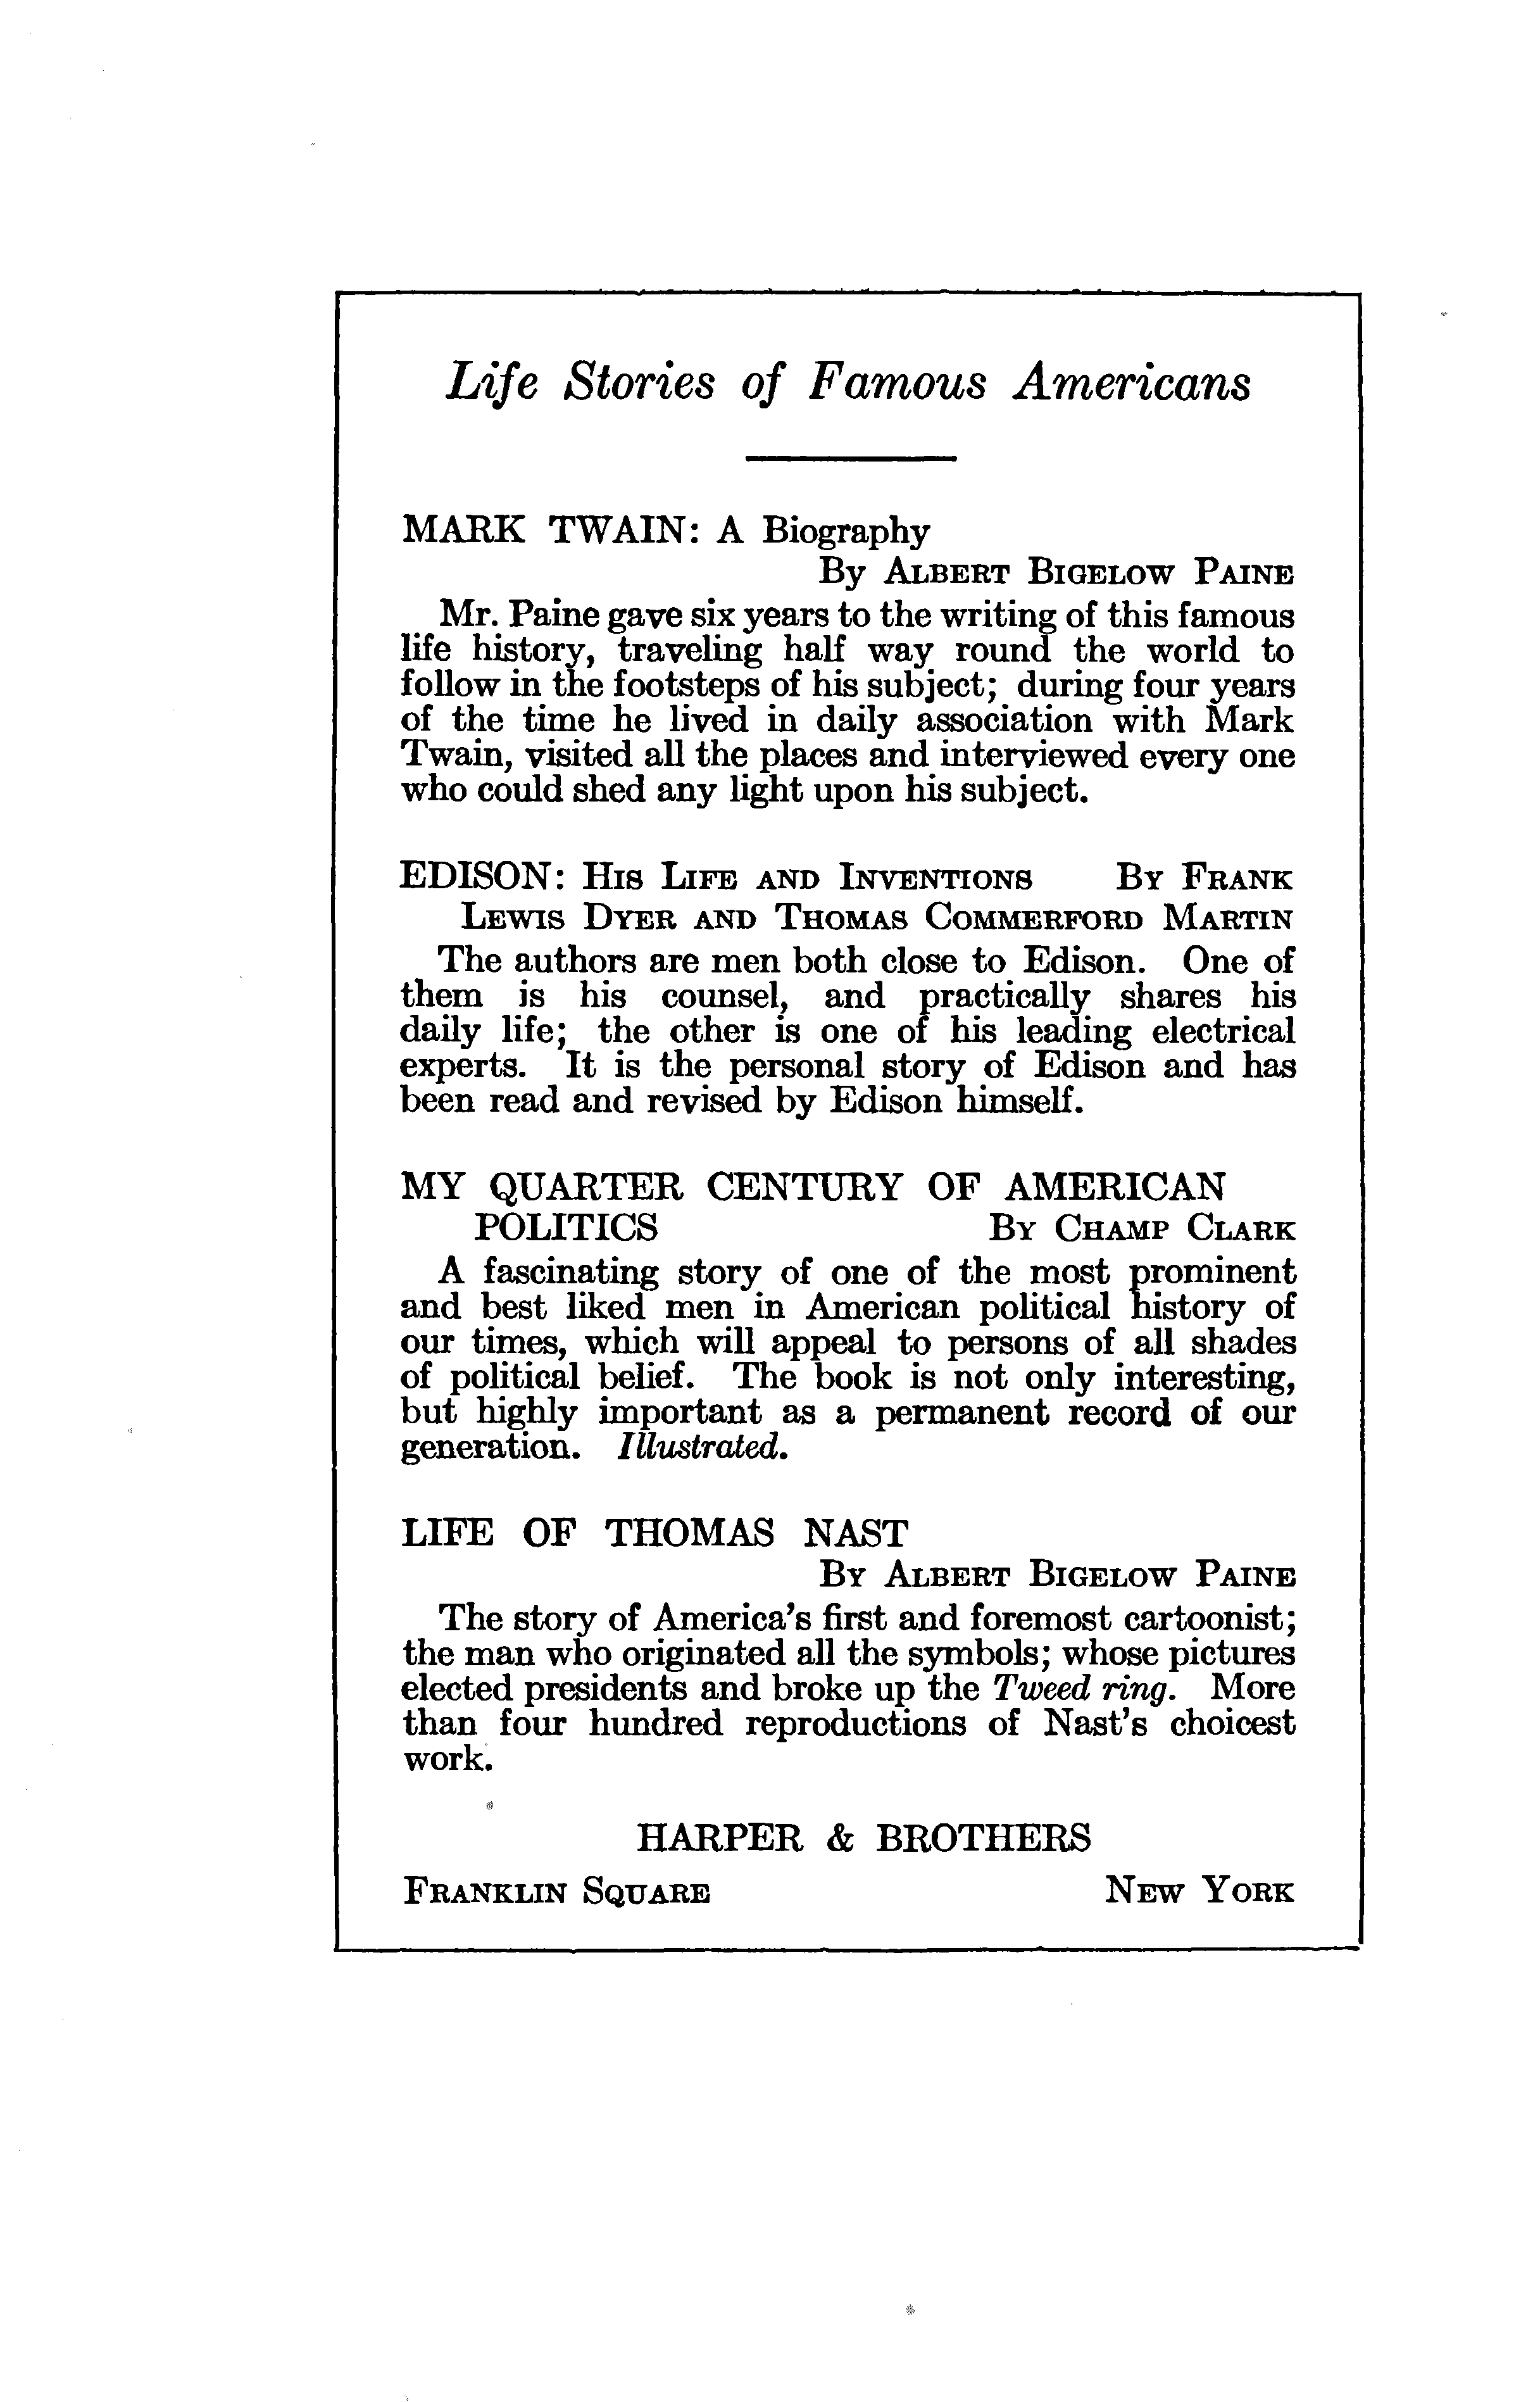 Life Stories of Famous Americans
MARK TWAIN: A Biography
By ALBERT BIGELOW PAINE
Mr. Paine gave six years to the writing of this famous
life history, traveling half way round the world to
follow in the footsteps of his subject; during four years
of the time he lived in daily association with Mark
Twain, visited all the places and interviewed every one
who could shed any light upon his subject.
EDISON: HIS LIFE AND INVENTIONS BY FRANK
LEWIS DYER AND THOMAS COMMERFORD MARTIN
The authors are men both close to Edison. One of
them is his counsel, and practically shares his
daily life; the other is one of his leading electrical
experts. It is the personal story of Edison and has
been read and revised by Edison himself.
MY QUARTER CENTURY OF AMERICAN
POLITICS BY CHAMP CLARK
A fascinating story of one of the most prominent
and best liked men in American political history of
our times, which will appeal to persons of all shades
of political belief. The book is not only interesting,
but highly important as a permanent record of our
generation. Illustrated.
LIFE OF THOMAS NAST
BY ALBERT BIGELOW PAINE
The story of America's first and foremost cartoonist;
the man who originated all the symbols; whose pictures
elected presidents and broke up the Tweed ring. More
than four hundred reproductions of Nast's choicest
work.
HARPER & BROTHERS
FRANKLIN SQUARE NEW YORK